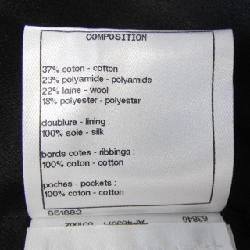 COMPOSITION
37% coton - cotton
23% polyamide - polyamide
22% laine - wool
18% polyester - polyester
doublure - lining
100% soie - silk
bords cotes - ribbings
100% coton - cotton
poches - pockets :
100% coton - cotton